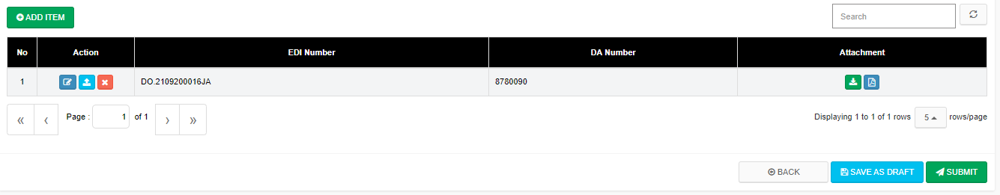 ADD ITEM
Search
No Action EDI Number DA Number Attachment
1 DO.2109200016JA 8780090
« ‹ Page : 1 of 1 › » Displaying 1 to 1 of 1 rows 5 rows/page
BACK SAVE AS DRAFT SUBMIT